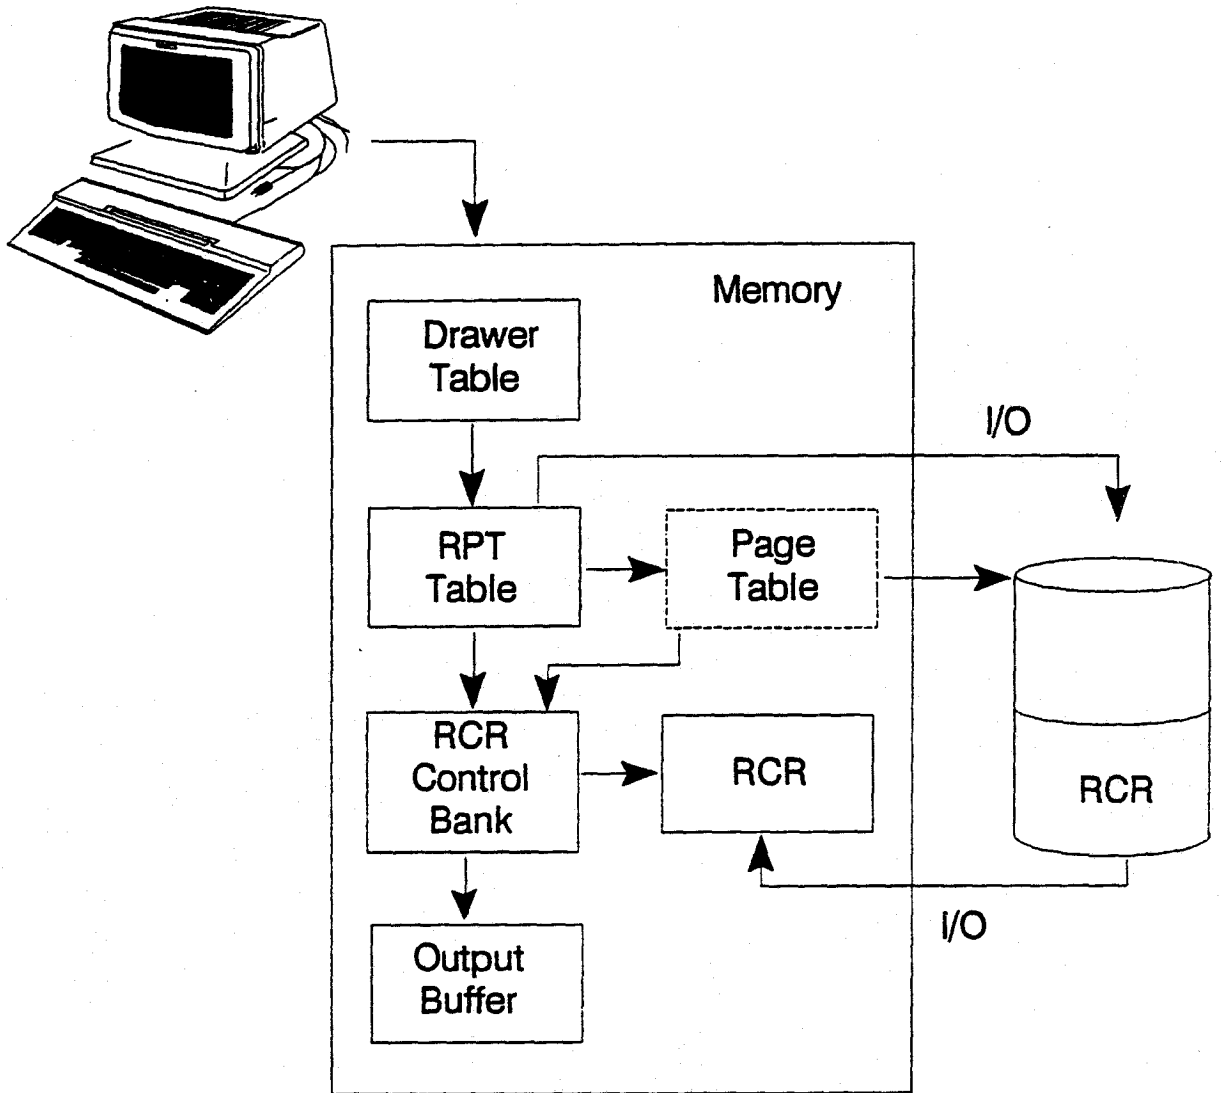 Memory
Drawer
Table
I/O
RPT
Table
Page
Table
RCR
Control
Bank
RCR
RCR
I/O
Output
Buffer